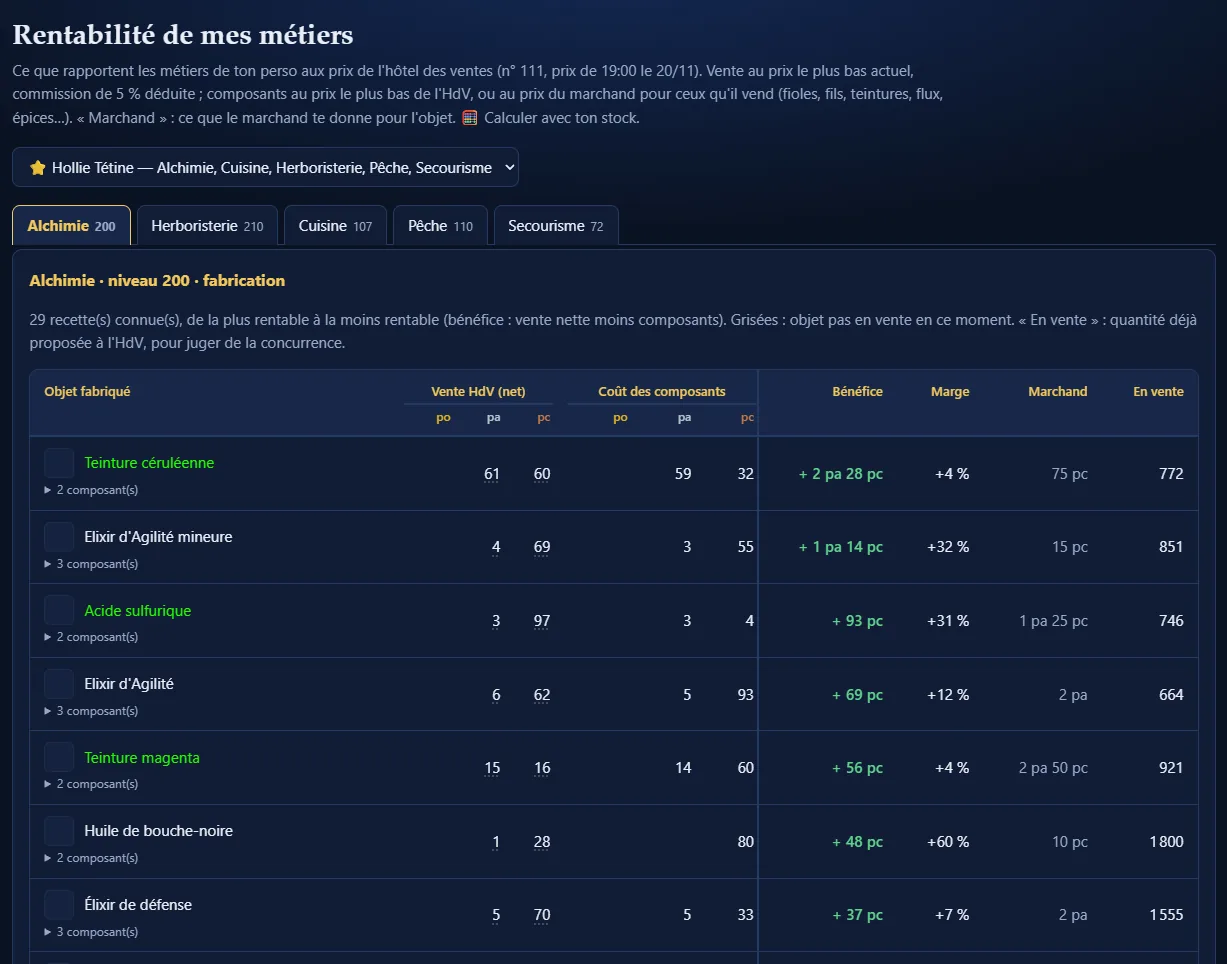 Rentabilité de mes métiers
Ce que rapportent les métiers de ton perso aux prix de l'hôtel des ventes (n° 111, prix de 19:00 le 20/11). Vente au prix le plus bas actuel,
commission de 5 % déduite ; composants au prix le plus bas de l'HdV, ou au prix du marchand pour ceux qu'il vend (fioles, fils, teintures, flux,
épices...). « Marchand » : ce que le marchand te donne pour l'objet. 🧮 Calculer avec ton stock.
⭐ Hollie Tétine — Alchimie, Cuisine, Herboristerie, Pêche, Secourisme
Alchimie 200 Herboristerie 210 Cuisine 107 Pêche 110 Secourisme 72
Alchimie · niveau 200 · fabrication
29 recette(s) connue(s), de la plus rentable à la moins rentable (bénéfice : vente nette moins composants). Grisées : objet pas en vente en ce moment. « En vente » : quantité déjà
proposée à l'HdV, pour juger de la concurrence.
Objet fabriqué Vente HdV (net) Coût des composants Bénéfice Marge Marchand En vente
po pa pc po pa pc
Teinture céruléenne 61 60 59 32 + 2 pa 28 pc +4 % 75 pc 772
▶ 2 composant(s)
Elixir d'Agilité mineure 4 69 3 55 + 1 pa 14 pc +32 % 15 pc 851
▶ 3 composant(s)
Acide sulfurique 3 97 3 4 + 93 pc +31 % 1 pa 25 pc 746
▶ 2 composant(s)
Elixir d'Agilité 6 62 5 93 + 69 pc +12 % 2 pa 664
▶ 3 composant(s)
Teinture magenta 15 16 14 60 + 56 pc +4 % 2 pa 50 pc 921
▶ 2 composant(s)
Huile de bouche-noire 1 28 80 + 48 pc +60 % 10 pc 1 800
▶ 2 composant(s)
Élixir de défense 5 70 5 33 + 37 pc +7 % 2 pa 1 555
▶ 3 composant(s)